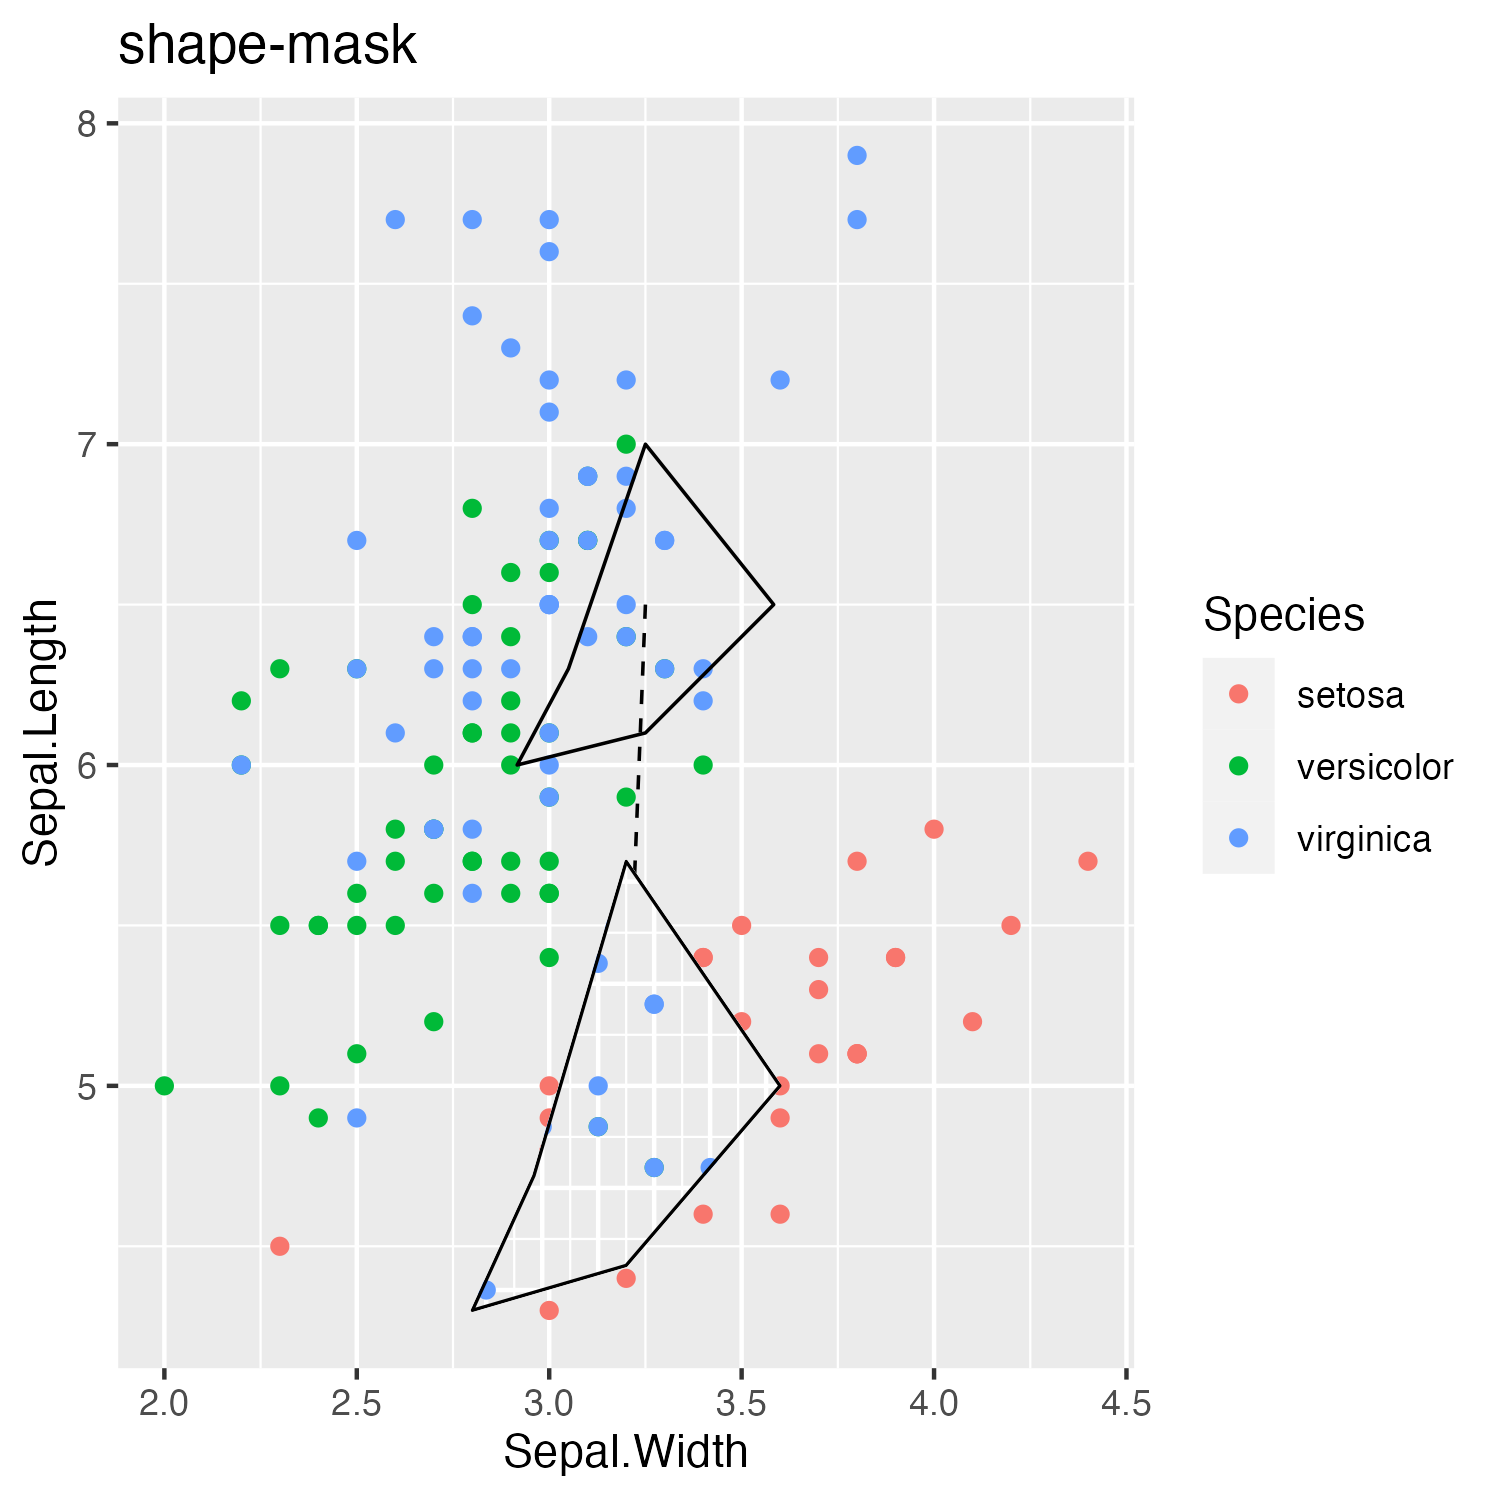 shape-mask
8
7
6
5
Sepal.Length
2.0 2.5 3.0 3.5 4.0 4.5
Sepal.Width
Species
setosa
versicolor
virginica